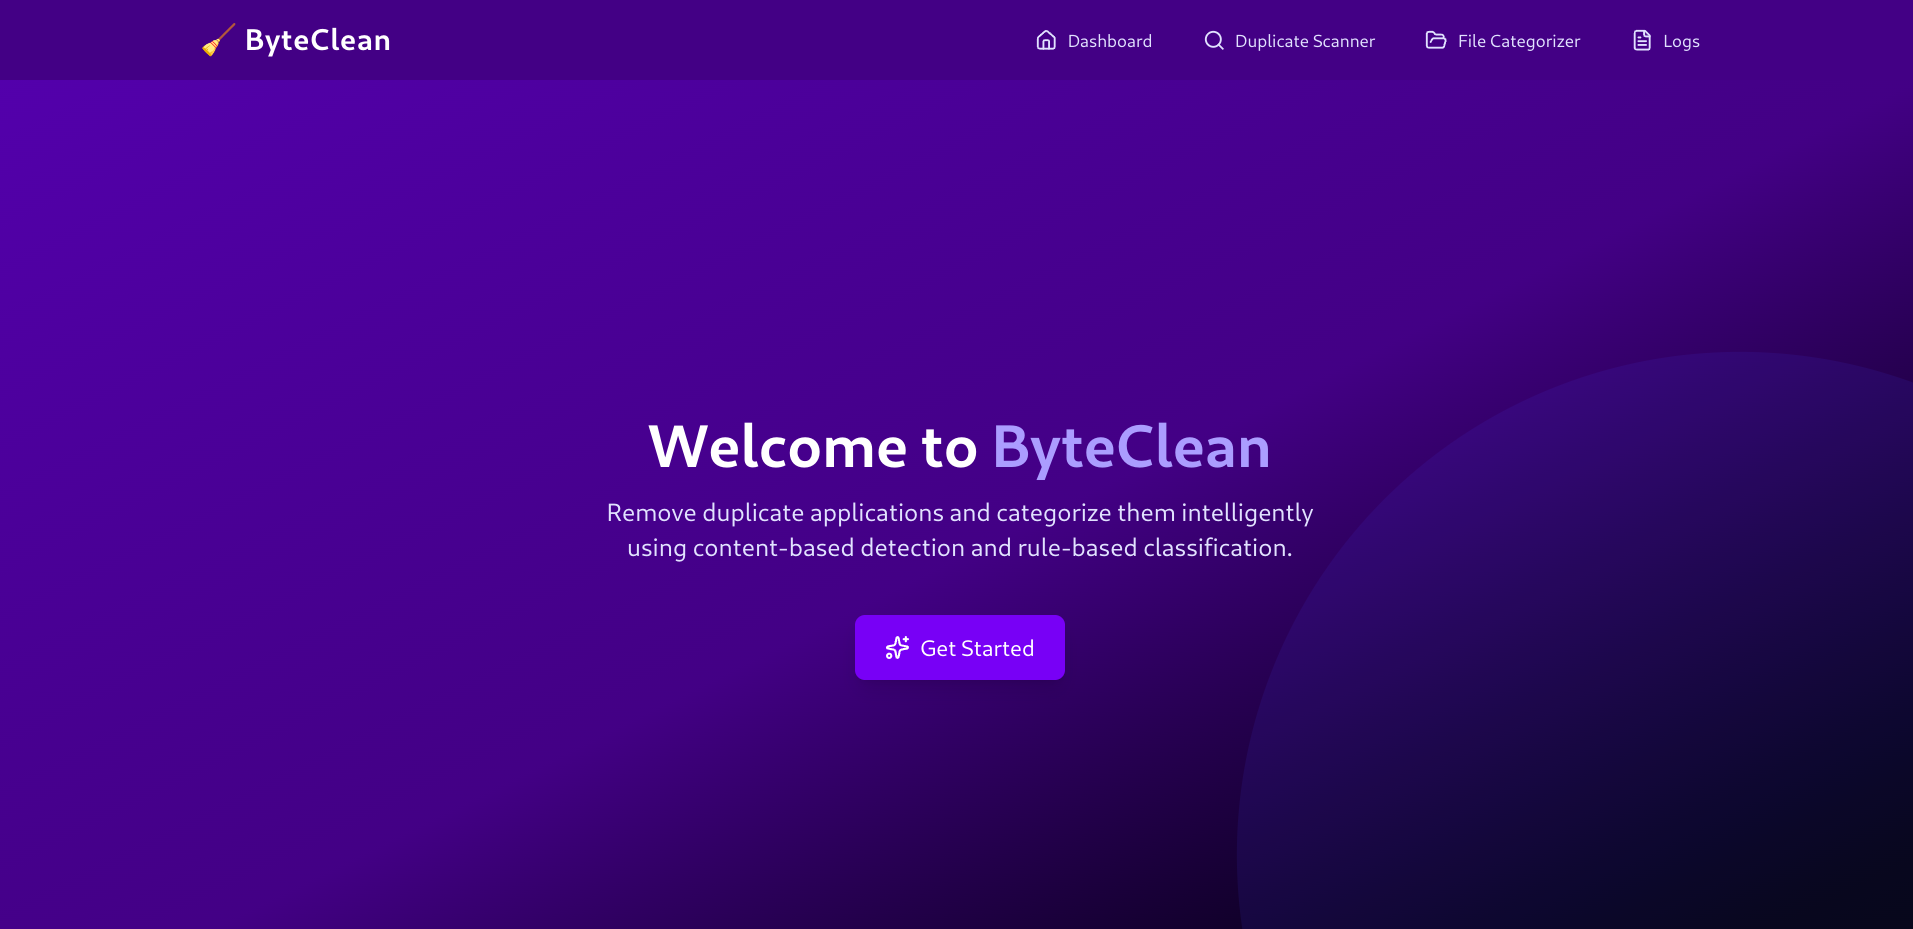 ByteClean
Dashboard
Duplicate Scanner
File Categorizer
Logs
Welcome to ByteClean
Remove duplicate applications and categorize them intelligently
using content-based detection and rule-based classification.
Get Started